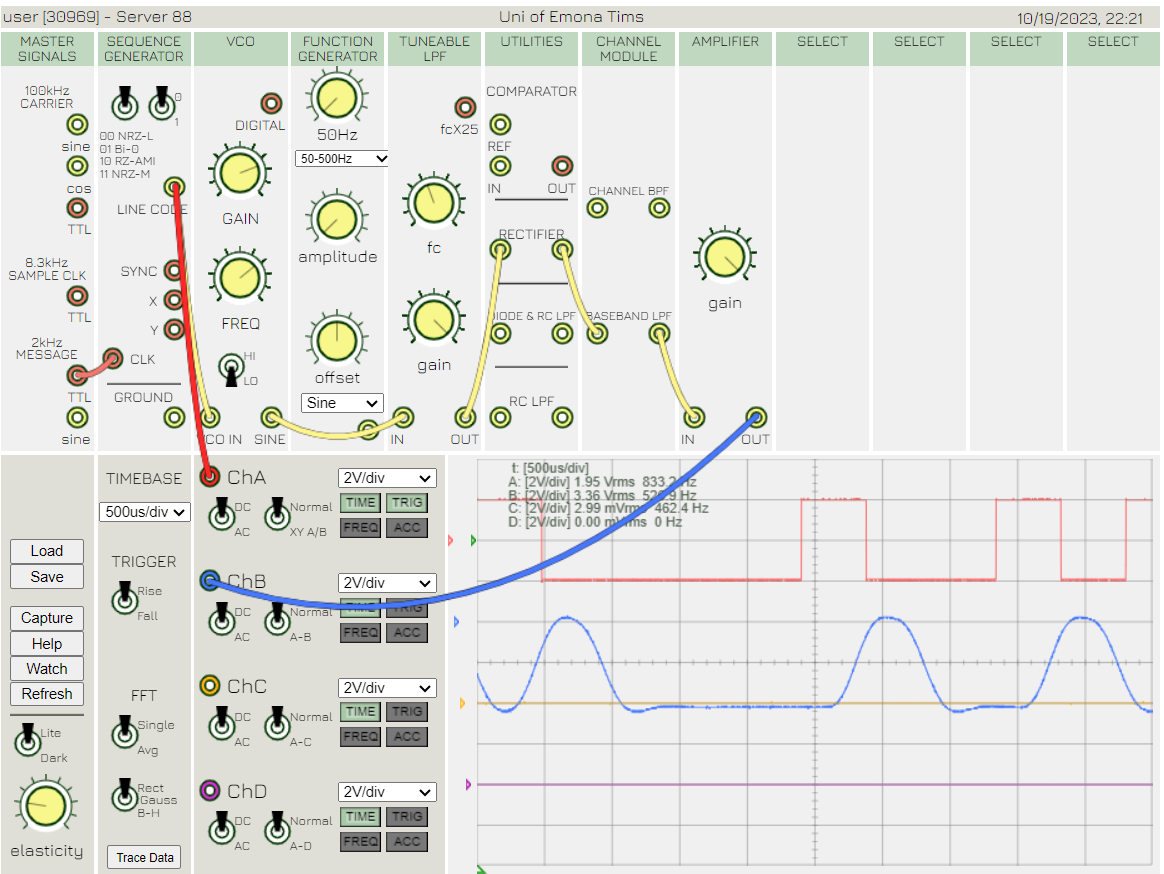 user [30969] - Server 88
Uni of Emona Tims
10/19/2023, 22:21
MASTER SIGNALS
SEQUENCE GENERATOR
VCO
FUNCTION GENERATOR
TUNEABLE LPF
UTILITIES
CHANNEL MODULE
AMPLIFIER
SELECT
SELECT
SELECT
SELECT
100kHz
CARRIER
sine
cos
TTL
8.3kHz
SAMPLE CLK
TTL
2kHz
MESSAGE
TTL
sine
0
1
00 NRZ-L
01 Bi-0
10 RZ-AMI
11 NRZ-M
LINE CODE
SYNC
X
Y
CLK
GROUND
DIGITAL
GAIN
FREQ
HI
LO
CO IN
SINE
50Hz
50-500Hz
amplitude
offset
Sine
fcX25
fc
gain
IN
OUT
COMPARATOR
REF
IN
OUT
RECTIFIER
IODE & RC LPF
RC LPF
CHANNEL BPF
BASEBAND LPF
gain
IN
OUT
Load
Save
Capture
Help
Watch
Refresh
Lite
Dark
elasticity
TIMEBASE
500us/div
TRIGGER
Rise
Fall
FFT
Single
Avg
Rect
Gauss
B-H
Trace Data
ChA
2V/div
DC
AC
Normal
XY A/B
TIME
TRIG
FREQ
ACC
ChB
2V/div
DC
AC
Normal
A-B
TIME
TRIG
FREQ
ACC
ChC
2V/div
DC
AC
Normal
A-C
TIME
TRIG
FREQ
ACC
ChD
2V/div
DC
AC
Normal
A-D
TIME
TRIG
FREQ
ACC
t: [500us/div]
A: [2V/div] 1.95 Vrms 833.2 Hz
B: [2V/div] 3.36 Vrms Hz
C: [2V/div] 2.99 mVrms 462.4 Hz
D: [2V/div] 0.00 mVrms 0 Hz